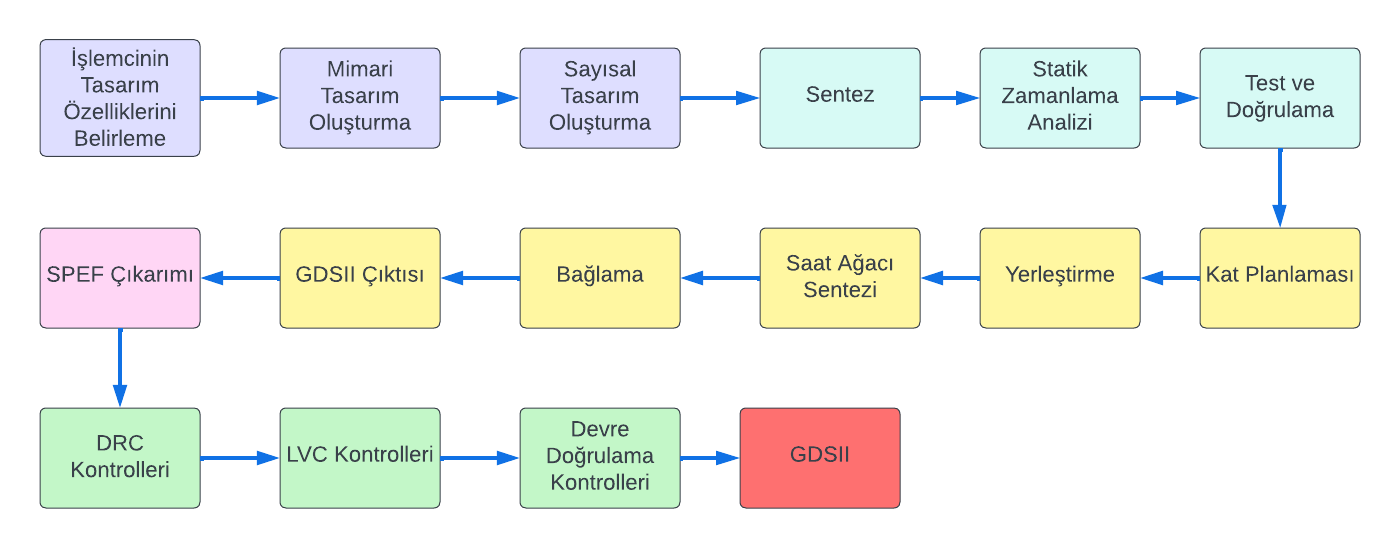 İşlemcinin
Tasarım
Özelliklerini
Belirleme
Mimari
Tasarım
Oluşturma
Sayısal
Tasarım
Oluşturma
Sentez
Statik
Zamanlama
Analizi
Test ve
Doğrulama
SPEF Çıkarımı
GDSII Çıktısı
Bağlama
Saat Ağacı
Sentezi
Yerleştirme
Kat Planlaması
DRC
Kontrolleri
LVC Kontrolleri
Devre
Doğrulama
Kontrolleri
GDSII